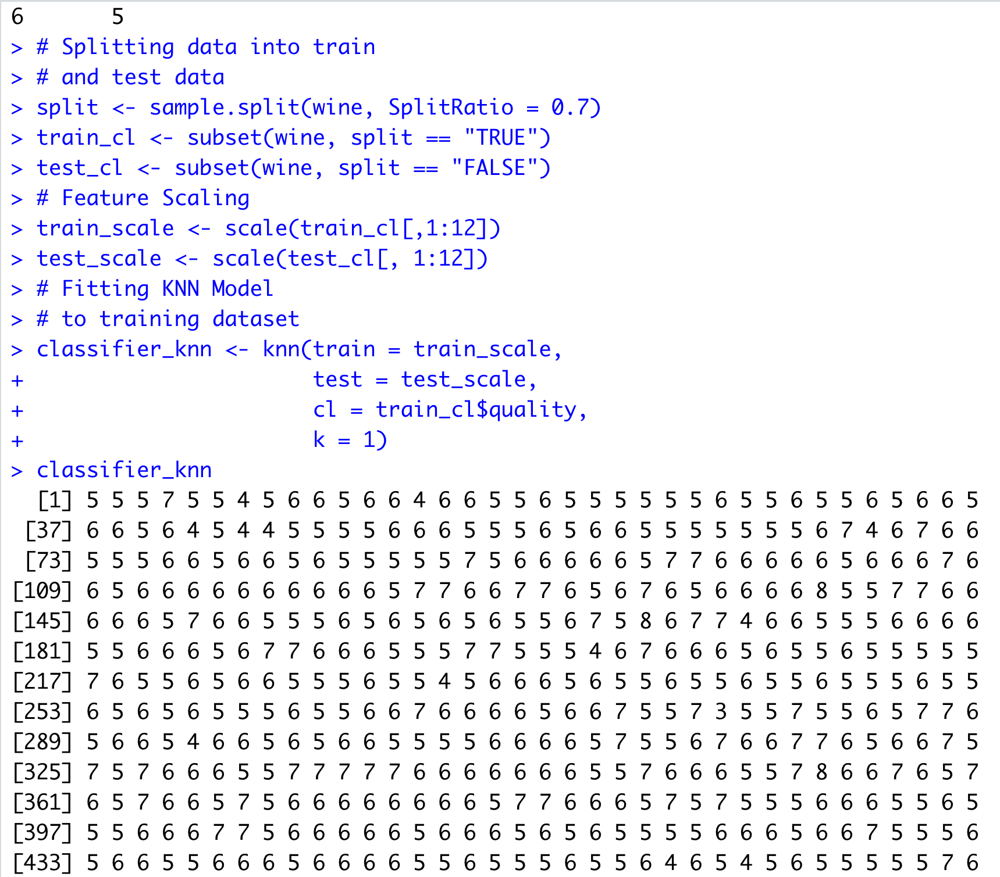 6       5
> # Splitting data into train
> # and test data
> split <- sample.split(wine, SplitRatio = 0.7)
> train_cl <- subset(wine, split == "TRUE")
> test_cl <- subset(wine, split == "FALSE")
> # Feature Scaling
> train_scale <- scale(train_cl[,1:12])
> test_scale <- scale(test_cl[, 1:12])
> # Fitting KNN Model
> # to training dataset
> classifier_knn <- knn(train = train_scale,
+                       test = test_scale,
+                       cl = train_cl$quality,
+                       k = 1)
> classifier_knn
  [1] 5 5 5 7 5 5 4 5 6 6 5 6 6 4 6 6 5 5 6 5 5 5 5 5 5 6 5 5 6 5 5 6 5 6 6 5
 [37] 6 6 5 6 4 5 4 4 5 5 5 5 6 6 6 5 5 5 6 5 6 6 5 5 5 5 5 5 5 6 7 4 6 7 6 6
 [73] 5 5 5 6 6 5 6 6 5 6 5 5 5 5 5 7 5 6 6 6 6 6 5 7 7 6 6 6 6 6 5 6 6 6 7 6
[109] 6 5 6 6 6 6 6 6 6 6 6 6 5 7 7 6 6 7 7 6 5 6 7 6 5 6 6 6 6 8 5 5 7 7 6 6
[145] 6 6 6 5 7 6 6 5 5 5 6 5 6 5 6 5 6 5 5 6 7 5 8 6 7 7 4 6 6 5 5 5 6 6 6 6
[181] 5 5 6 6 6 5 6 7 7 6 6 6 5 5 5 7 7 5 5 5 4 6 7 6 6 6 5 6 5 5 6 5 5 5 5 5
[217] 7 6 5 5 6 5 6 6 5 5 5 6 5 5 4 5 6 6 6 5 6 5 5 6 5 5 6 5 5 6 5 5 5 6 5 5
[253] 6 5 6 5 6 5 5 5 6 5 5 6 6 7 6 6 6 6 5 6 6 7 5 5 7 3 5 5 7 5 5 6 5 7 7 6
[289] 5 6 6 5 4 6 6 5 6 5 6 6 5 5 5 5 6 6 6 6 5 7 5 5 6 7 6 6 7 7 6 5 6 6 7 5
[325] 7 5 7 6 6 6 5 5 7 7 7 7 7 6 6 6 6 6 6 6 5 5 7 6 6 6 5 5 7 8 6 6 7 6 5 7
[361] 6 5 7 6 6 5 7 5 6 6 6 6 6 6 6 6 5 7 7 6 6 6 5 7 5 7 5 5 5 6 6 6 5 5 6 5
[397] 5 5 6 6 6 7 7 5 6 6 6 6 6 5 6 6 6 5 6 5 6 5 5 5 5 6 6 6 5 6 6 7 5 5 5 6
[433] 5 6 6 5 5 6 6 6 5 6 6 6 6 5 5 6 5 5 5 6 5 5 6 4 6 5 4 5 6 5 5 5 5 5 7 6